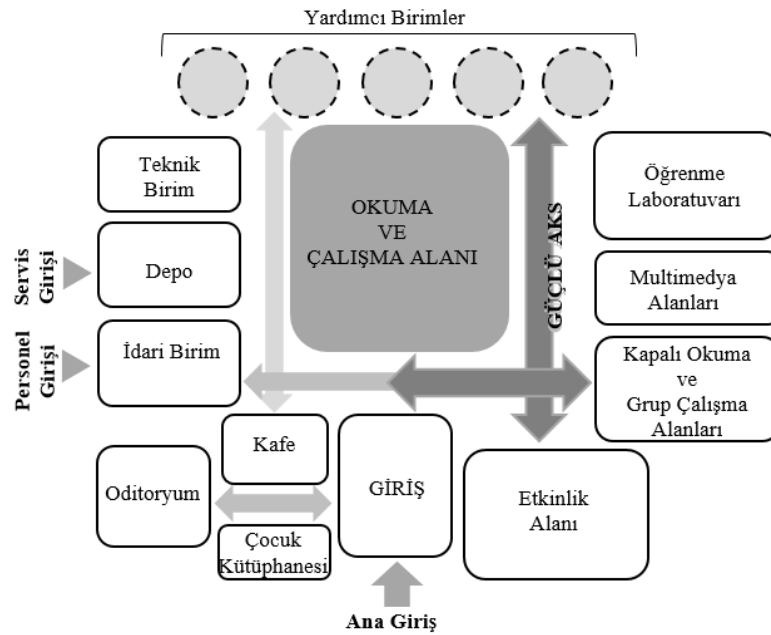 Yardımcı Birimler
Teknik
Birim
Servis
Girişi
Depo
Personel
Girişi
İdari Birim
OKUMA
VE
ÇALIŞMA ALANI
GÜÇLÜ AKS
Öğrenme
Laboratuvarı
Multimedya
Alanları
Kapalı Okuma
ve
Grup Çalışma
Alanları
Oditoryum
Kafe
Çocuk
Kütüphanesi
GİRİŞ
Etkinlik
Alanı
Ana Giriş